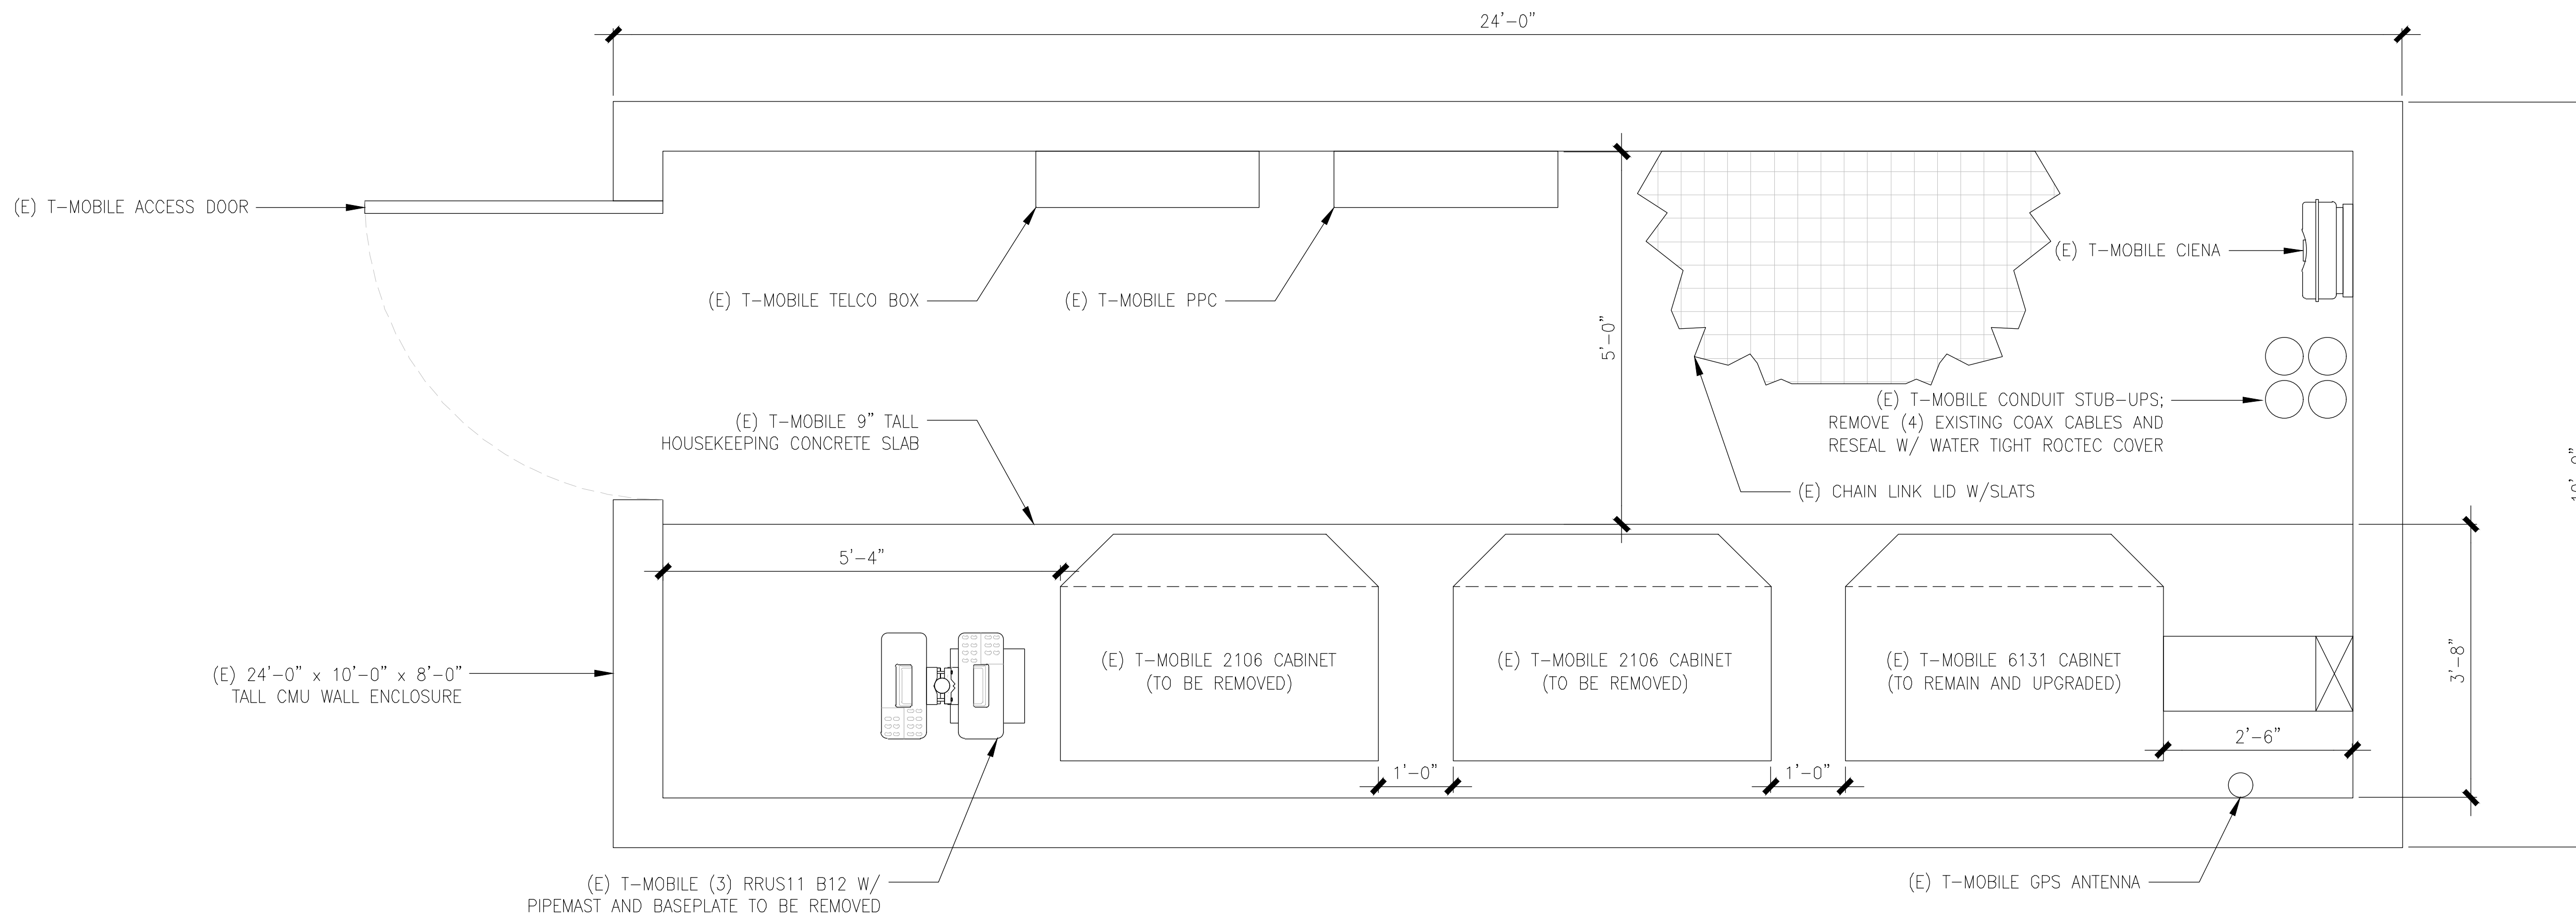 24'-0"
(E) T-MOBILE ACCESS DOOR
(E) T-MOBILE CIENA
(E) T-MOBILE TELCO BOX
(E) T-MOBILE PPC
5'-0"
(E) T-MOBILE CONDUIT STUB-UPS;
REMOVE (4) EXISTING COAX CABLES AND
RESEAL W/ WATER TIGHT ROCTEC COVER
(E) T-MOBILE 9" TALL
HOUSEKEEPING CONCRETE SLAB
(E) CHAIN LINK LID W/SLATS
10'-0"
5'-4"
(E) T-MOBILE 2106 CABINET
(TO BE REMOVED)
(E) T-MOBILE 2106 CABINET
(TO BE REMOVED)
(E) T-MOBILE 6131 CABINET
(TO REMAIN AND UPGRADED)
3'-8"
(E) 24'-0" x 10'-0" x 8'-0"
TALL CMU WALL ENCLOSURE
2'-6"
1'-0"
1'-0"
(E) T-MOBILE (3) RRUS11 B12 W/
PIPEMAST AND BASEPLATE TO BE REMOVED
(E) T-MOBILE GPS ANTENNA